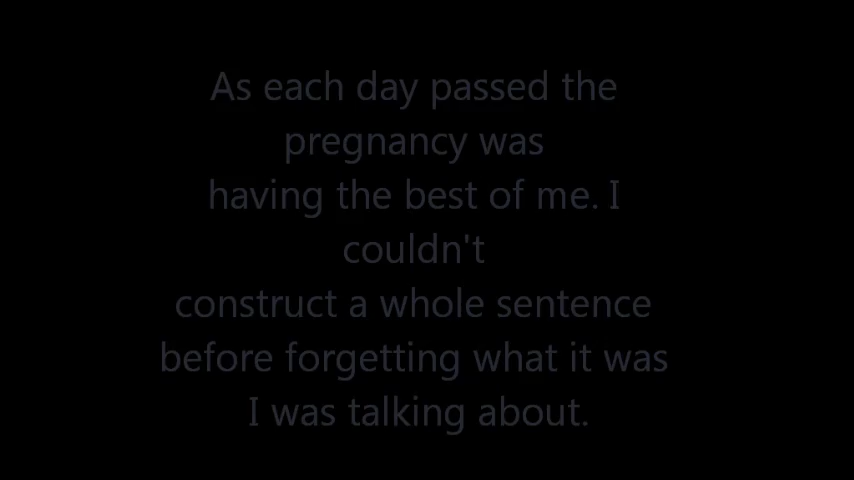 As each day passed the
pregnancy was
having the best of me. I
couldn't
construct a whole sentence
before forgetting what it was
I was talking about.